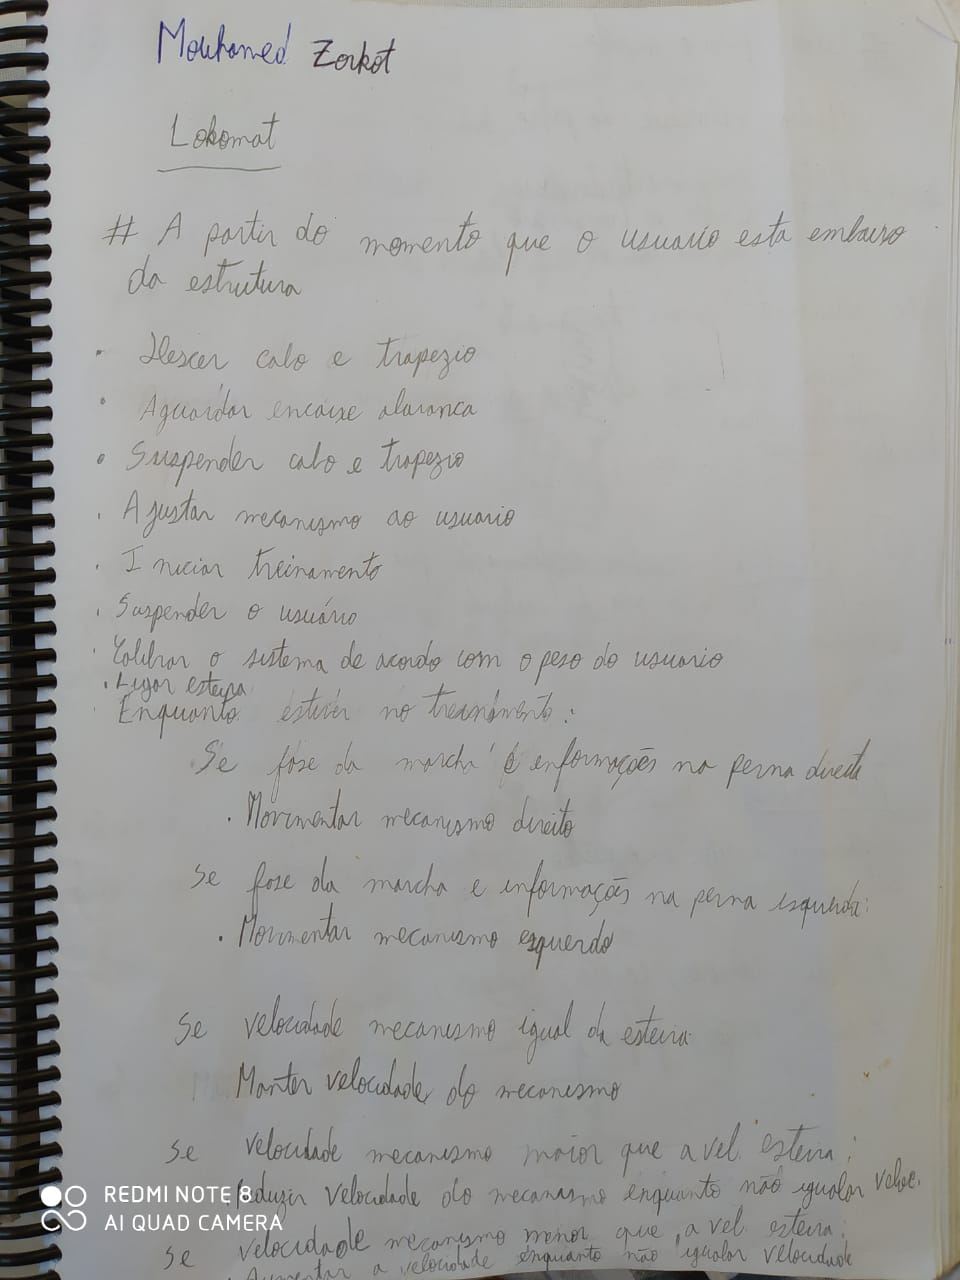 Mouhamed Zorkot
Lokomat
# A partir do momento que o usuario esta embaixo
da estrutura
• Descer cabo e trapezio
• Aguardar encaixe alavanca
• Suspender cabo e trapezio
• Ajustar mecanismo ao usuario
• Iniciar treinamento
• Suspender o usuário
• Calibrar o sistema de acordo com o peso do usuario
• Ligar esteira
• Enquanto estiver no treinamento:
Se fase da marcha é informações na perna direita
• Movimentar mecanismo direito
Se fase da marcha e informações na perna esquerda:
• Movimentar mecanismo esquerdo
Se velocidade mecanismo igual da esteira:
Manter velocidade do mecanismo
Se velocidade mecanismo maior que a vel. esteira:
• Reduzir velocidade do mecanismo enquanto não igualar veloc.
Se velocidade mecanismo menor que a vel. esteira:
• Aumentar a velocidade enquanto não igualar velocidade
REDMI NOTE 8
AI QUAD CAMERA